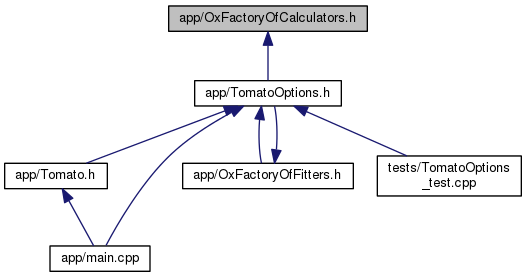 app/OxFactoryOfCalculators.h
app/TomatoOptions.h
app/Tomato.h
app/OxFactoryOfFitters.h
tests/TomatoOptions
_test.cpp
app/main.cpp